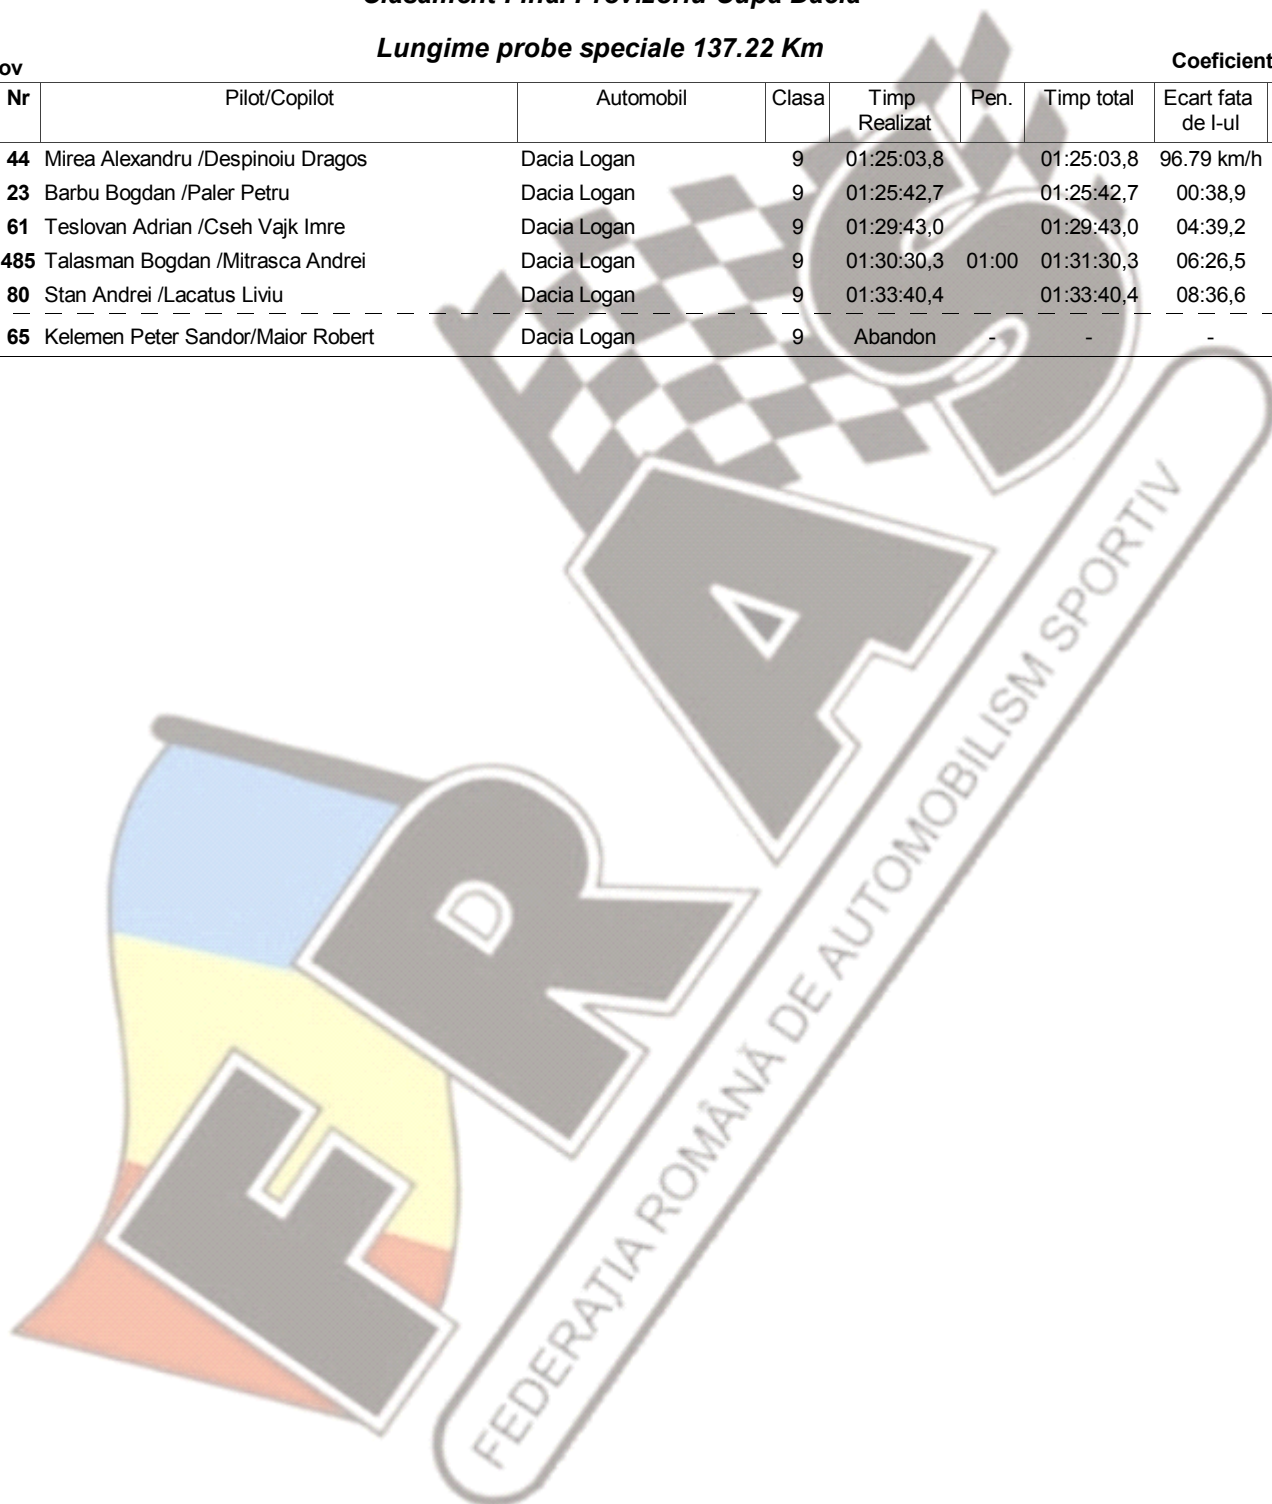 Clasament Final Provizoriu Cupa Dacia
Lungime probe speciale 137.22 Km
ov
Coeficient
Nr Pilot/Copilot Automobil Clasa Timp Realizat Pen. Timp total Ecart fata de l-ul
44 Mirea Alexandru /Despinoiu Dragos Dacia Logan 9 01:25:03,8 01:25:03,8 96.79 km/h
23 Barbu Bogdan /Paler Petru Dacia Logan 9 01:25:42,7 01:25:42,7 00:38,9
61 Teslovan Adrian /Cseh Vajk Imre Dacia Logan 9 01:29:43,0 01:29:43,0 04:39,2
485 Talasman Bogdan /Mitrasca Andrei Dacia Logan 9 01:30:30,3 01:00 01:31:30,3 06:26,5
80 Stan Andrei /Lacatus Liviu Dacia Logan 9 01:33:40,4 01:33:40,4 08:36,6
65 Kelemen Peter Sandor/Maior Robert Dacia Logan 9 Abandon - - -
FRAS
FEDERAŢIA ROMÂNĂ DE AUTOMOBILISM SPORTIV